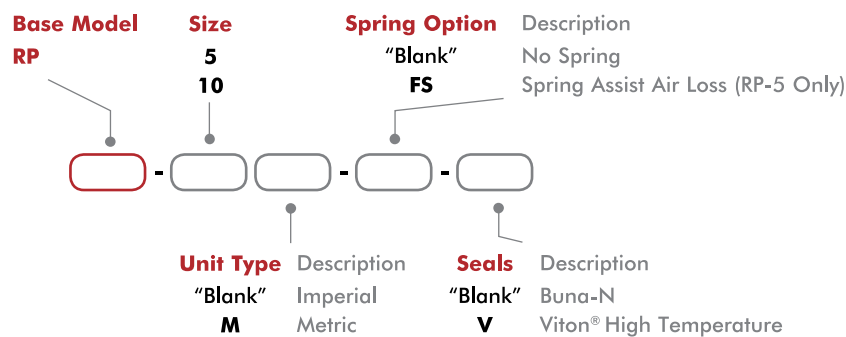 Base Model Size Spring Option Description
RP 5 "Blank" No Spring
10 FS Spring Assist Air Loss (RP-5 Only)
- - -
Unit Type Description Seals Description
"Blank" Imperial "Blank" Buna-N
M Metric V Viton® High Temperature